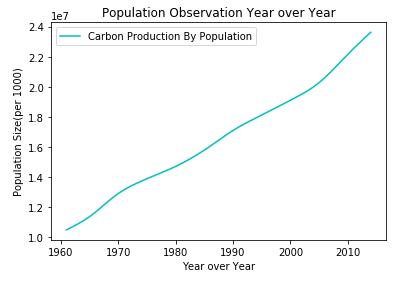 Population Observation Year over Year
1e7
Carbon Production By Population
2.4
2.2
2.0
1.8
1.6
1.4
1.2
1.0
Population Size(per 1000)
1960 1970 1980 1990 2000 2010
Year over Year